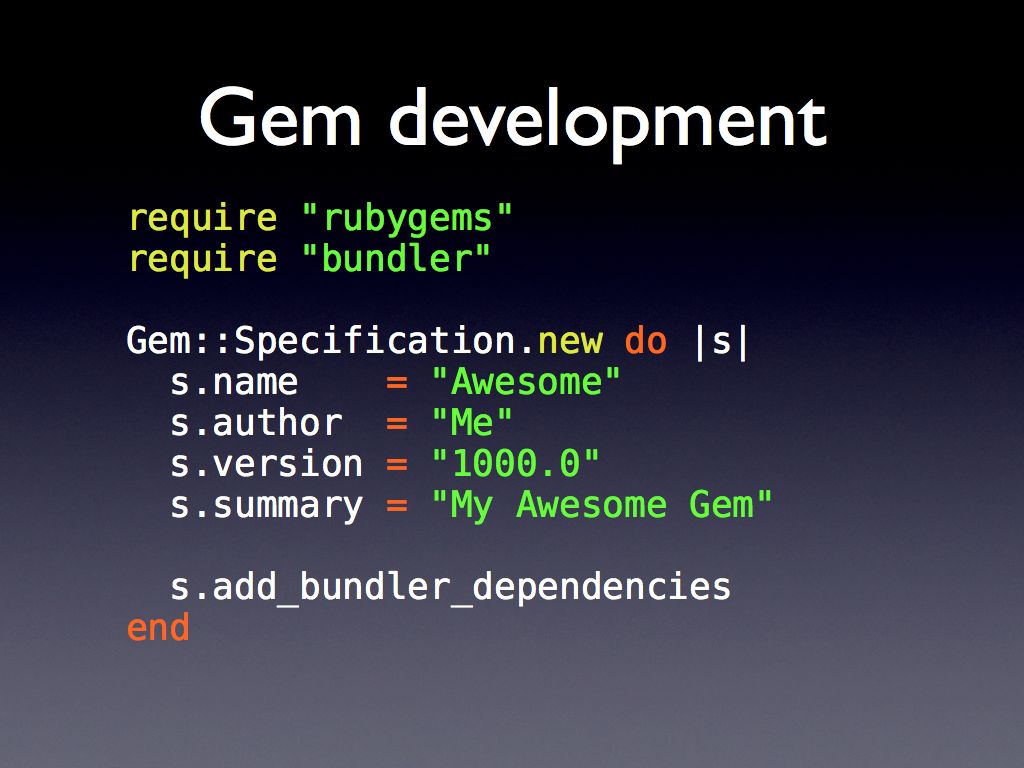 Gem development
require "rubygems"
require "bundler"
Gem::Specification.new do |s|
  s.name    = "Awesome"
  s.author  = "Me"
  s.version = "1000.0"
  s.summary = "My Awesome Gem"
  s.add_bundler_dependencies
end